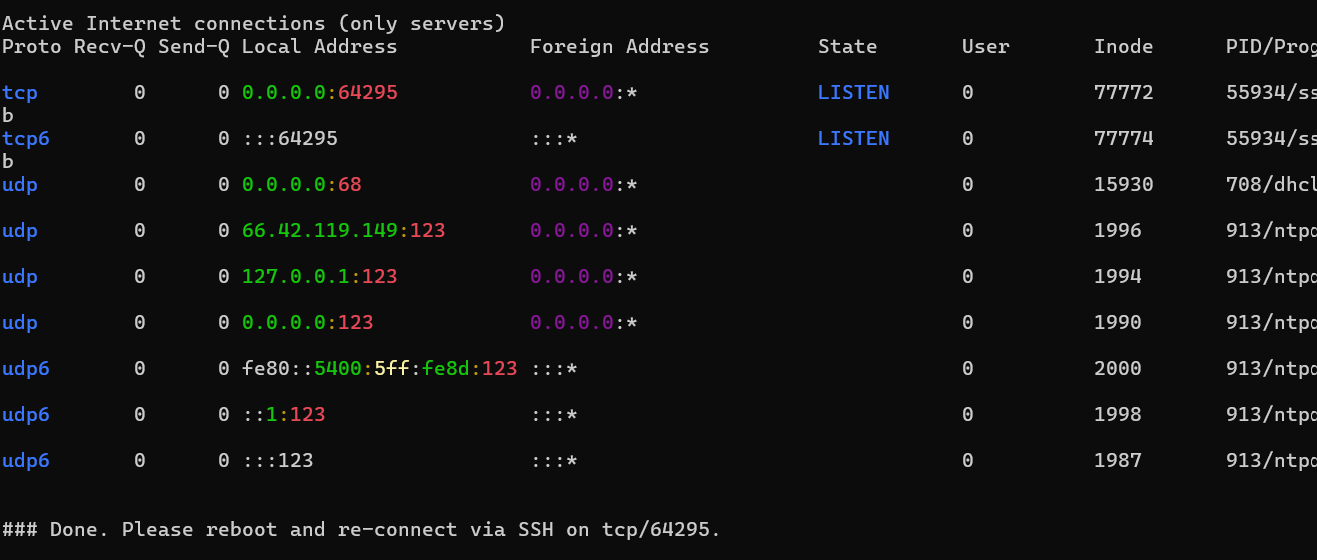 Active Internet connections (only servers)
Proto Recv-Q Send-Q Local Address Foreign Address State User Inode PID/Prog
tcp 0 0 0.0.0.0:64295 0.0.0.0:* LISTEN 0 77772 55934/ss
b
tcp6 0 0 :::64295 :::* LISTEN 0 77774 55934/ss
b
udp 0 0 0.0.0.0:68 0.0.0.0:* 0 15930 708/dhcl
udp 0 0 66.42.119.149:123 0.0.0.0:* 0 1996 913/ntpd
udp 0 0 127.0.0.1:123 0.0.0.0:* 0 1994 913/ntpd
udp 0 0 0.0.0.0:123 0.0.0.0:* 0 1990 913/ntpd
udp6 0 0 fe80::5400:5ff:fe8d:123 :::* 0 2000 913/ntpd
udp6 0 0 ::1:123 :::* 0 1998 913/ntpd
udp6 0 0 :::123 :::* 0 1987 913/ntpd
### Done. Please reboot and re-connect via SSH on tcp/64295.